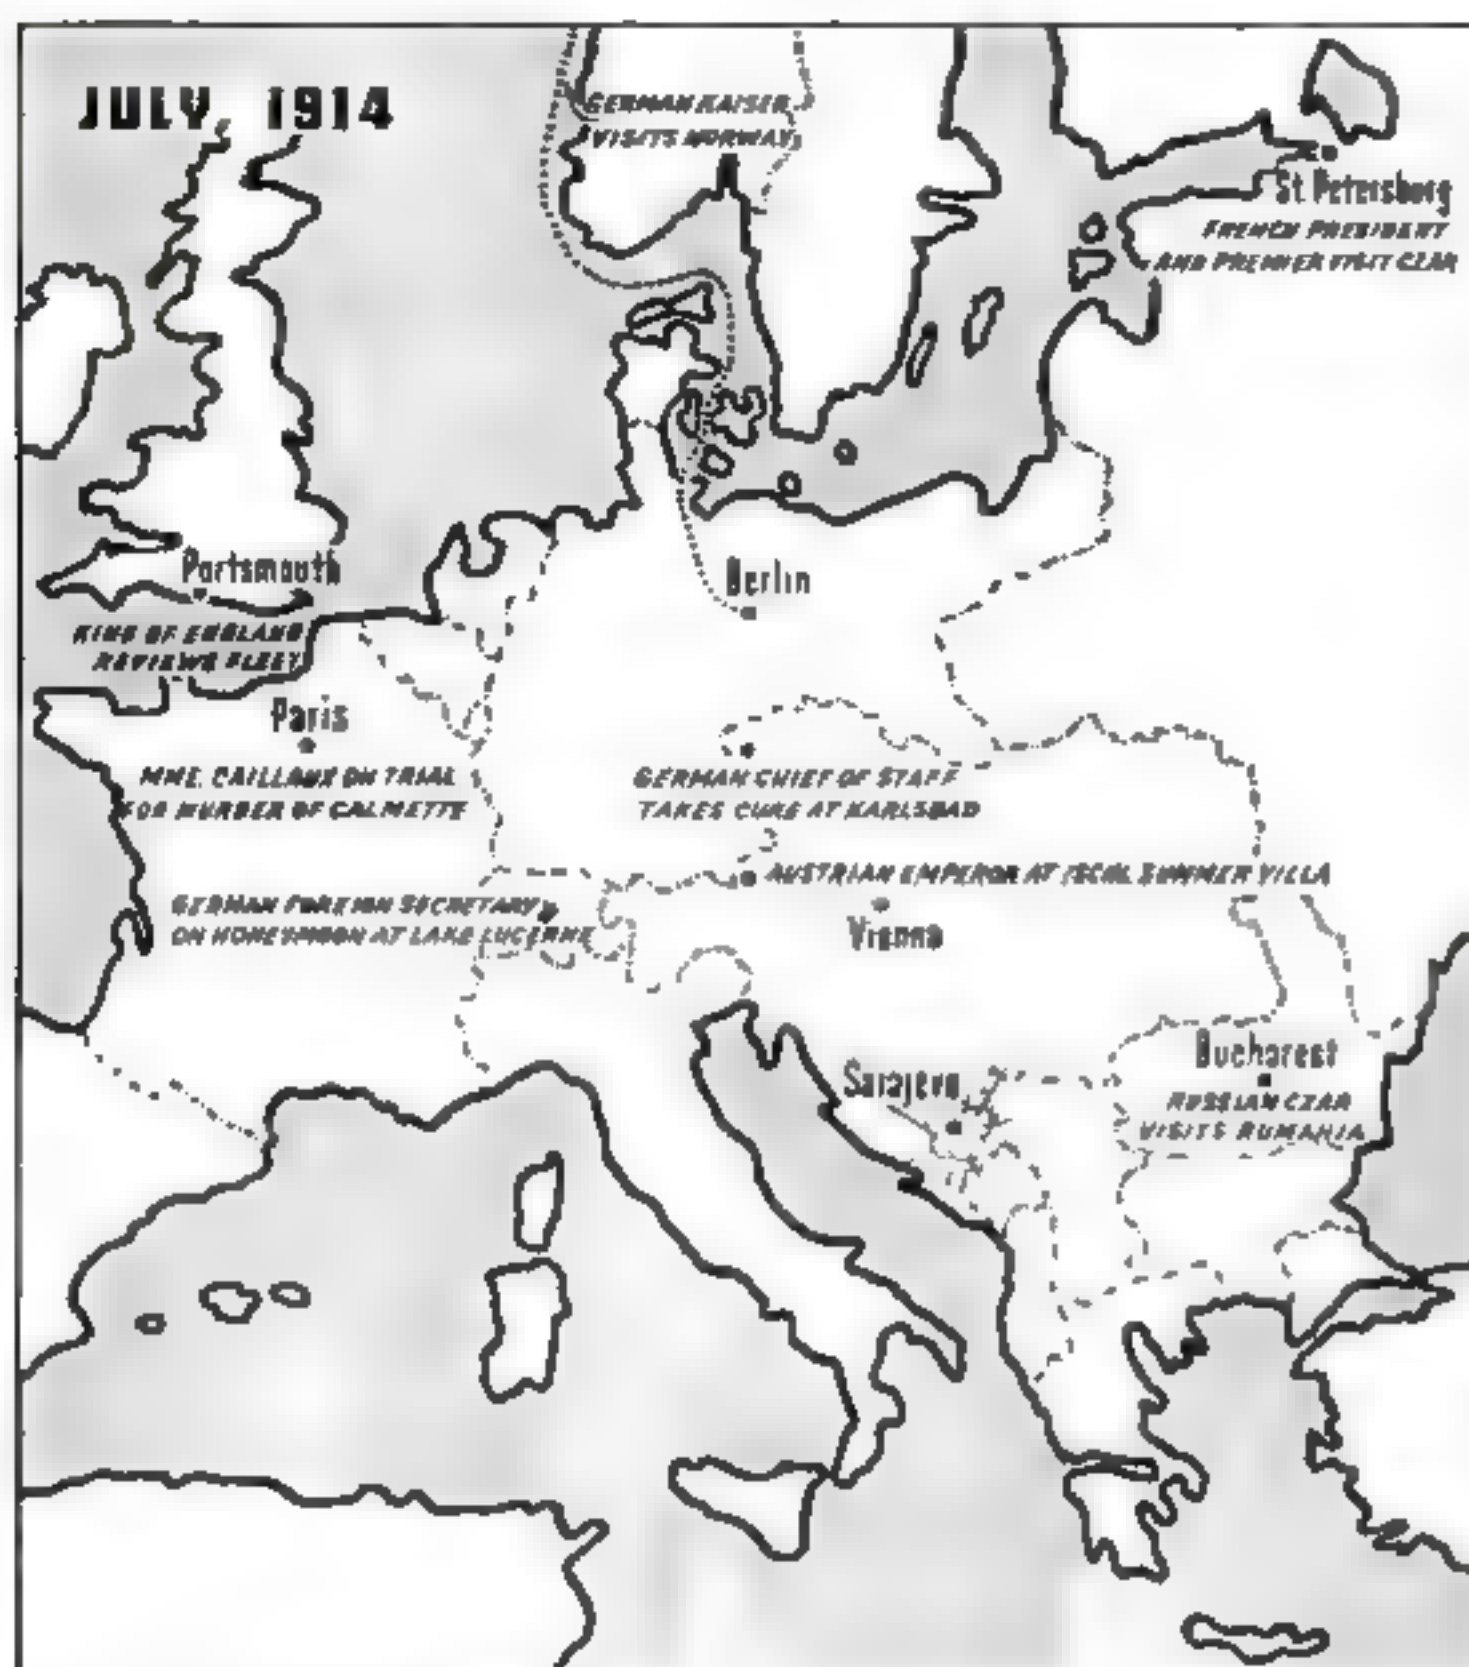 JULY, 1914
GERMAN KAISER
VISITS NORWAY
St Petersburg
FRENCH PRESIDENT
AND PREMIER VISIT CZAR
Portsmouth
KING OF ENGLAND
REVIEWS FLEET
Berlin
Paris
MME. CAILLAUX ON TRIAL
FOR MURDER OF CALMETTE
GERMAN CHIEF OF STAFF
TAKES CURE AT KARLSBAD
AUSTRIAN EMPEROR AT ISCHL SUMMER VILLA
GERMAN FOREIGN SECRETARY
ON HONEYMOON AT LAKE LUCERNE
Vienna
Sarajevo
Bucharest
RUSSIAN CZAR
VISITS RUMANIA